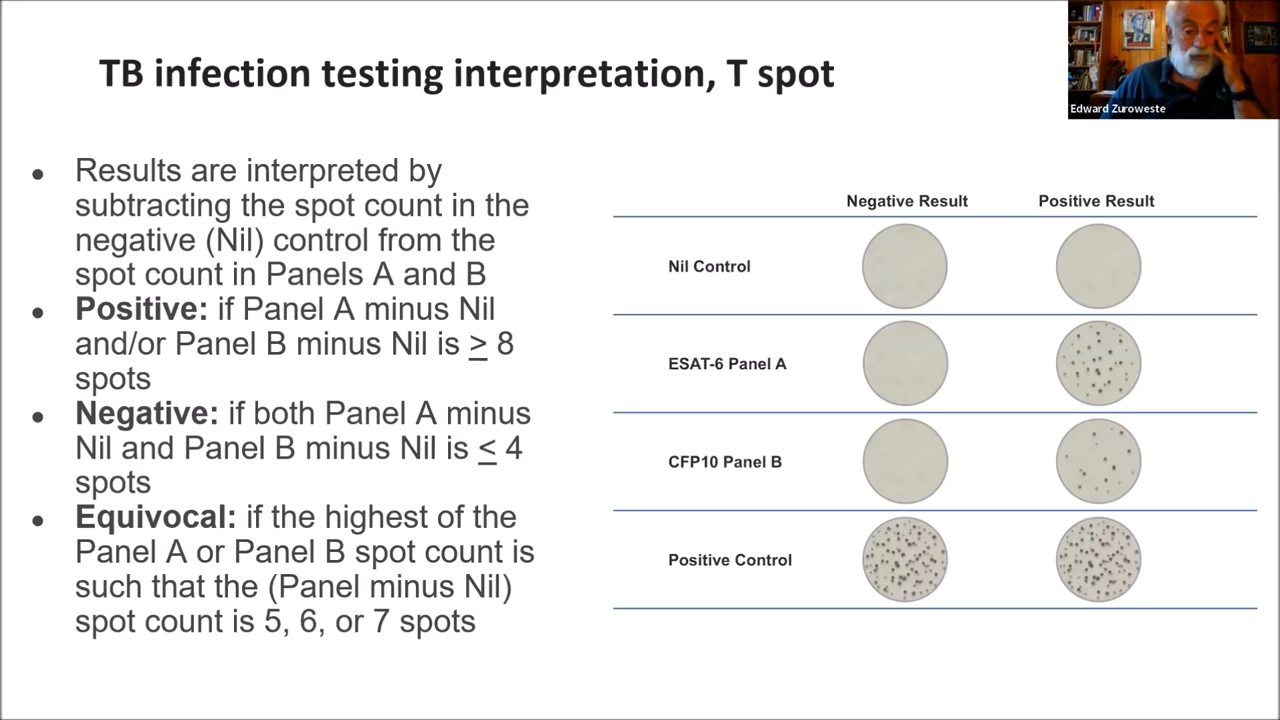 TB infection testing interpretation, T spot
Edward Zuroweste
● Results are interpreted by
subtracting the spot count in the
negative (Nil) control from the
spot count in Panels A and B
● Positive: if Panel A minus Nil
and/or Panel B minus Nil is > 8
spots
● Negative: if both Panel A minus
Nil and Panel B minus Nil is < 4
spots
● Equivocal: if the highest of the
Panel A or Panel B spot count is
such that the (Panel minus Nil)
spot count is 5, 6, or 7 spots
Negative Result Positive Result
Nil Control
ESAT-6 Panel A
CFP10 Panel B
Positive Control